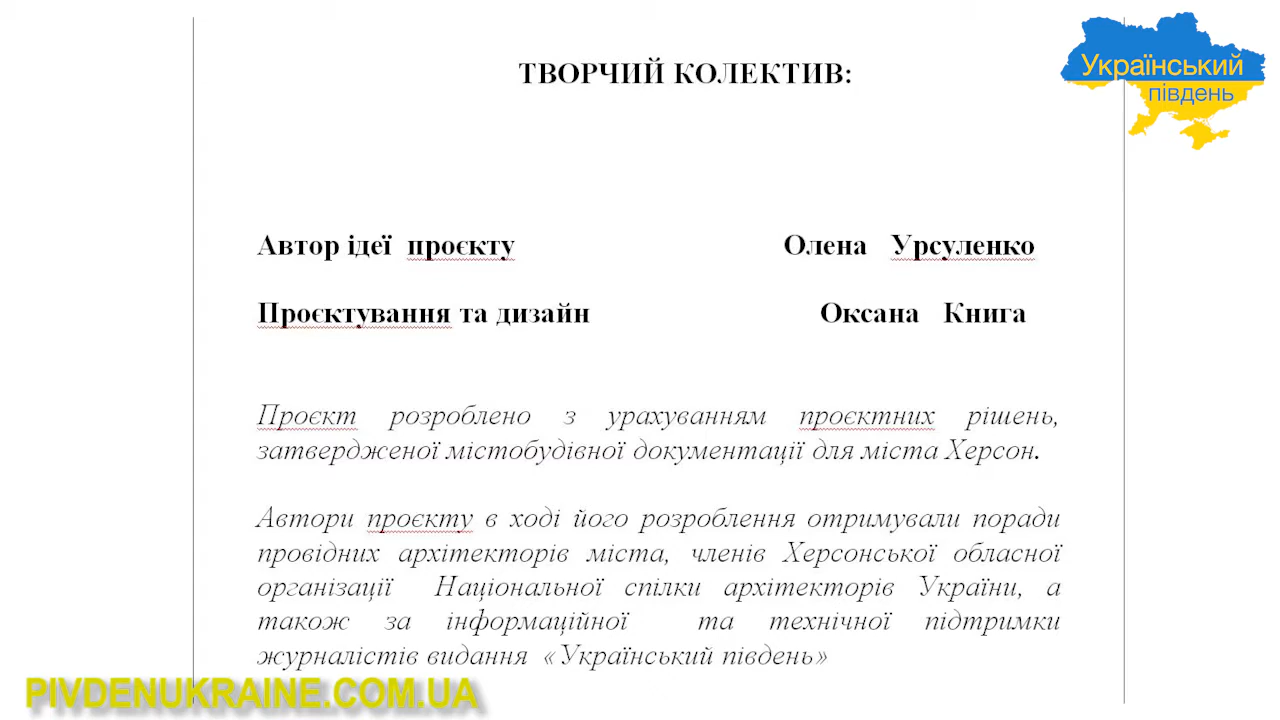 ТВОРЧИЙ КОЛЕКТИВ:
Український
південь
Автор ідеї проєкту Олена Урсуленко
Проєктування та дизайн Оксана Книга
Проєкт розроблено з урахуванням проєктних рішень,
затвердженої містобудівної документації для міста Херсон.
Автори проєкту в ході його розроблення отримували поради
провідних архітекторів міста, членів Херсонської обласної
організації Національної спілки архітекторів України, а
також за інформаційної та технічної підтримки
журналістів видання «Український південь»
PIVDENUKRAINE.COM.UA